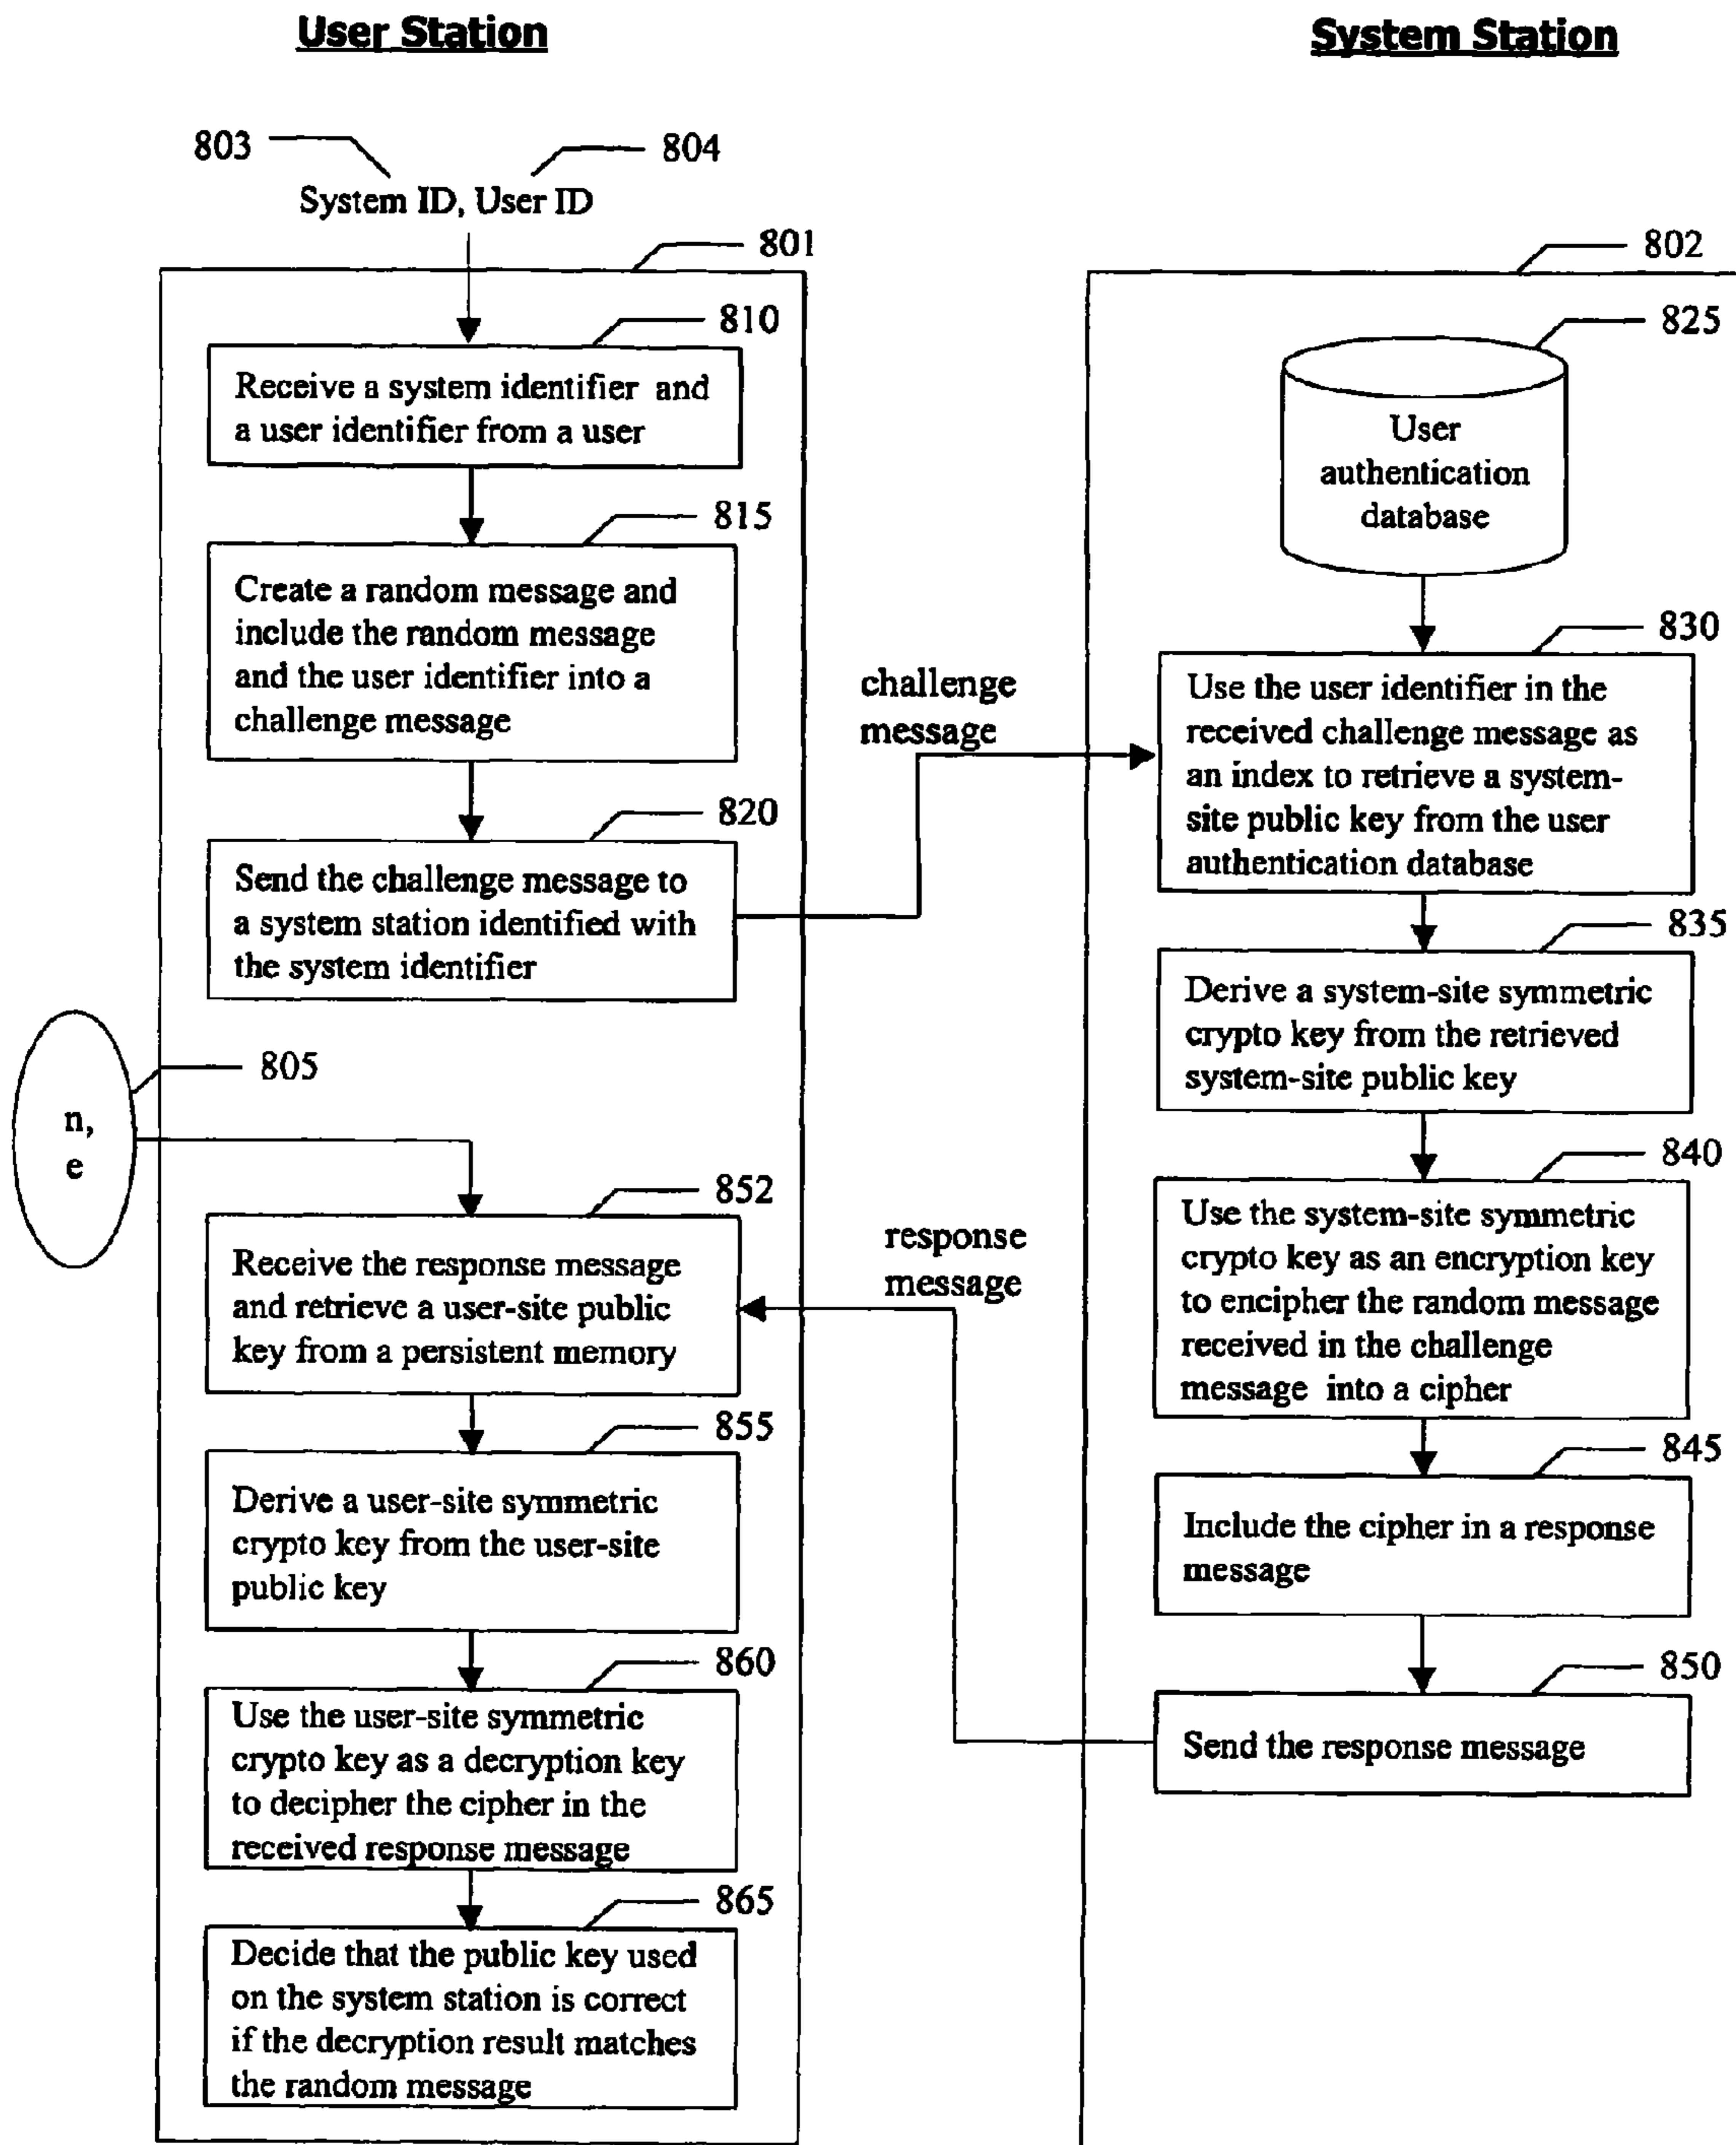 User Station
System Station
803
804
System ID, User ID
801
810
Receive a system identifier and
a user identifier from a user
815
Create a random message and
include the random message
and the user identifier into a
challenge message
820
Send the challenge message to
a system station identified with
the system identifier
805
n,
e
852
Receive the response message
and retrieve a user-site public
key from a persistent memory
855
Derive a user-site symmetric
crypto key from the user-site
public key
860
Use the user-site symmetric
crypto key as a decryption key
to decipher the cipher in the
received response message
865
Decide that the public key used
on the system station is correct
if the decryption result matches
the random message
challenge
message
response
message
802
825
User
authentication
database
830
Use the user identifier in the
received challenge message as
an index to retrieve a system-
site public key from the user
authentication database
835
Derive a system-site symmetric
crypto key from the retrieved
system-site public key
840
Use the system-site symmetric
crypto key as an encryption key
to encipher the random message
received in the challenge
message into a cipher
845
Include the cipher in a response
message
850
Send the response message